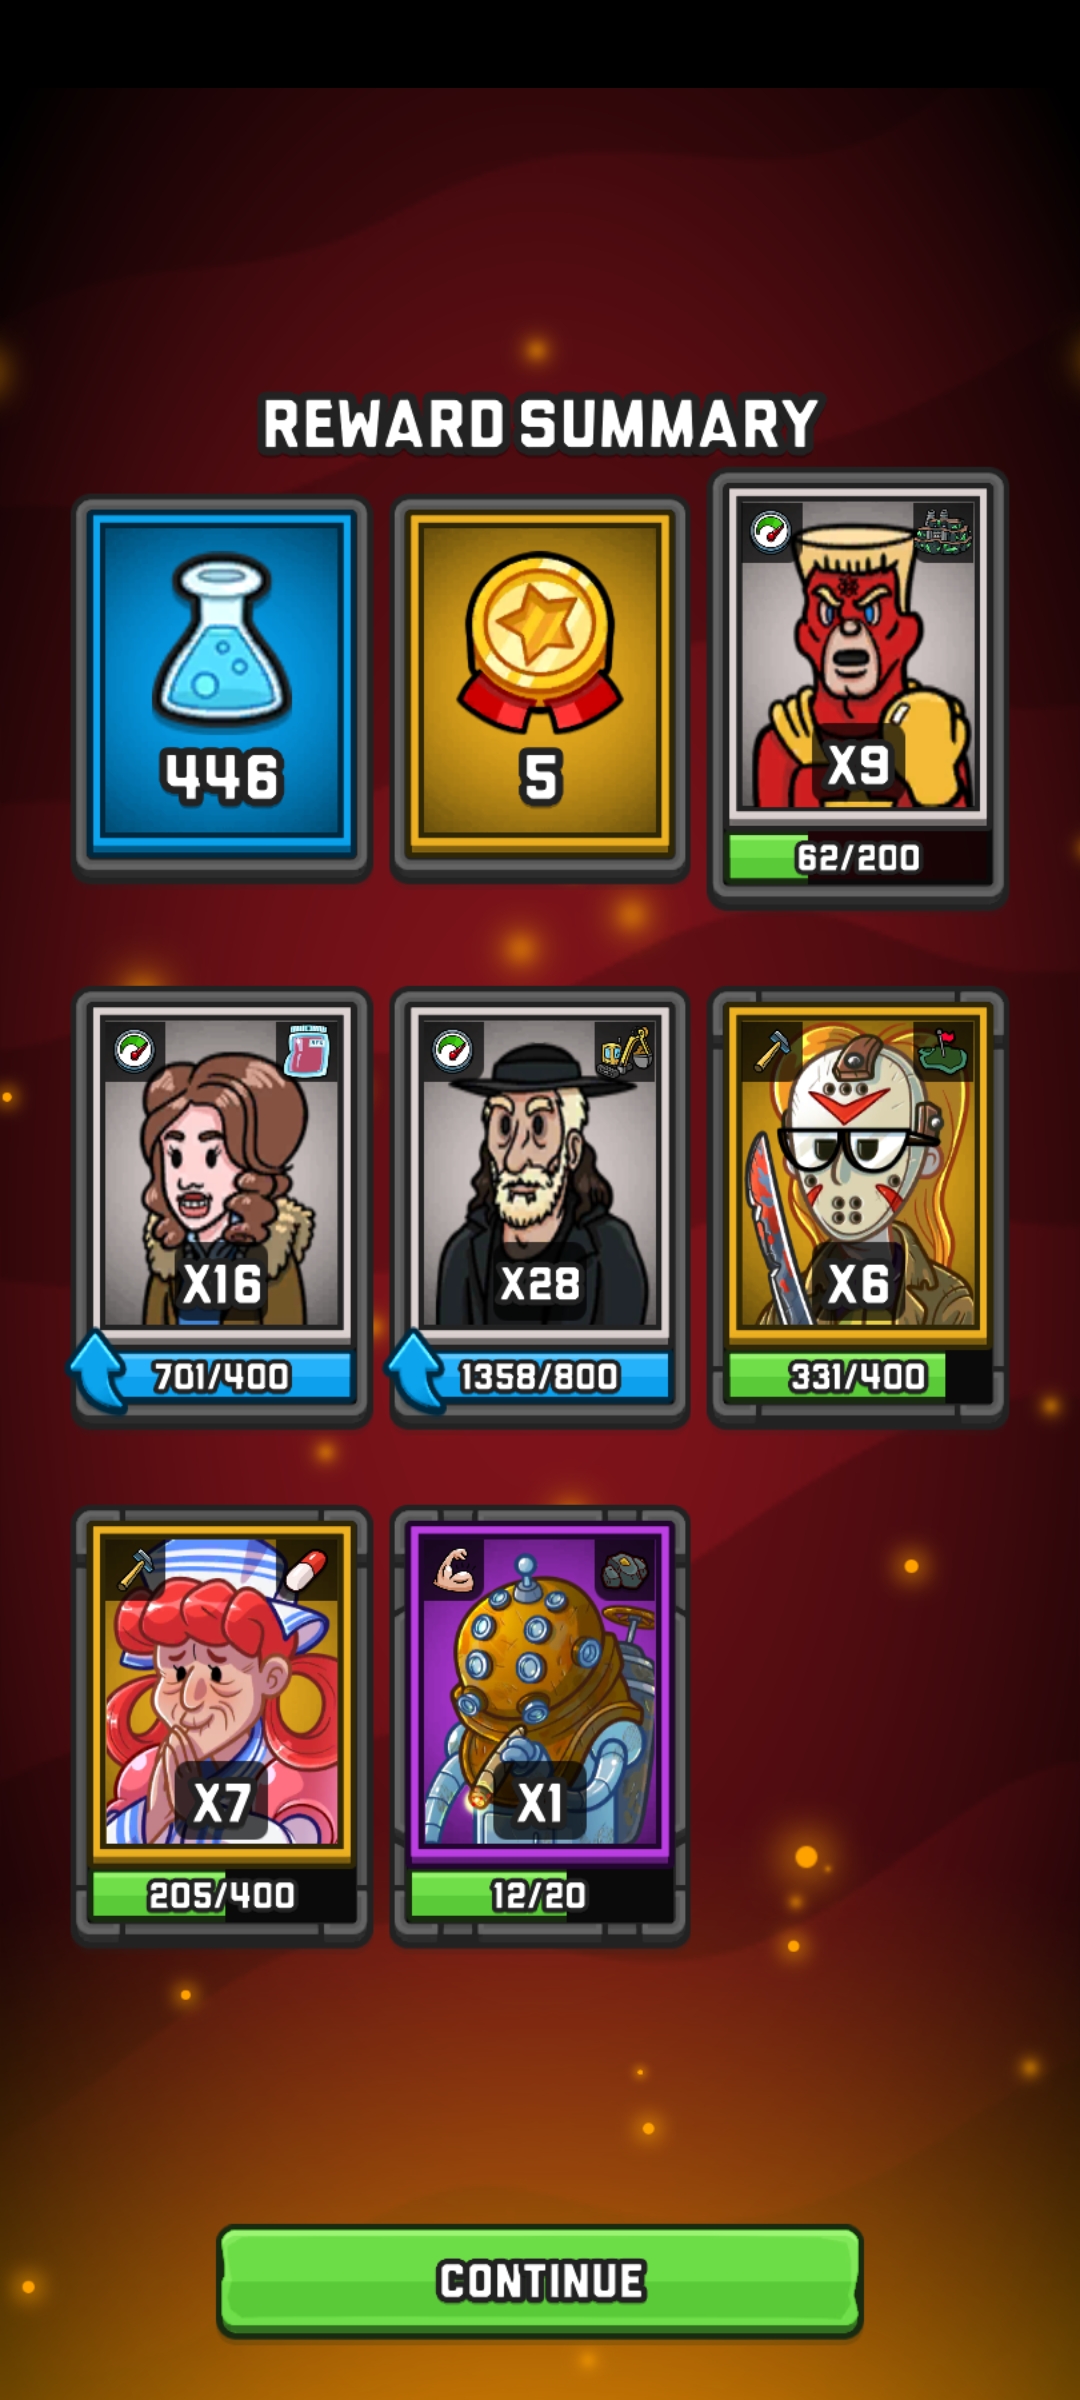 REWARD SUMMARY
446
5
X9
62/200
X16
701/400
X28
1358/800
X6
331/400
X7
205/400
X1
12/20
CONTINUE